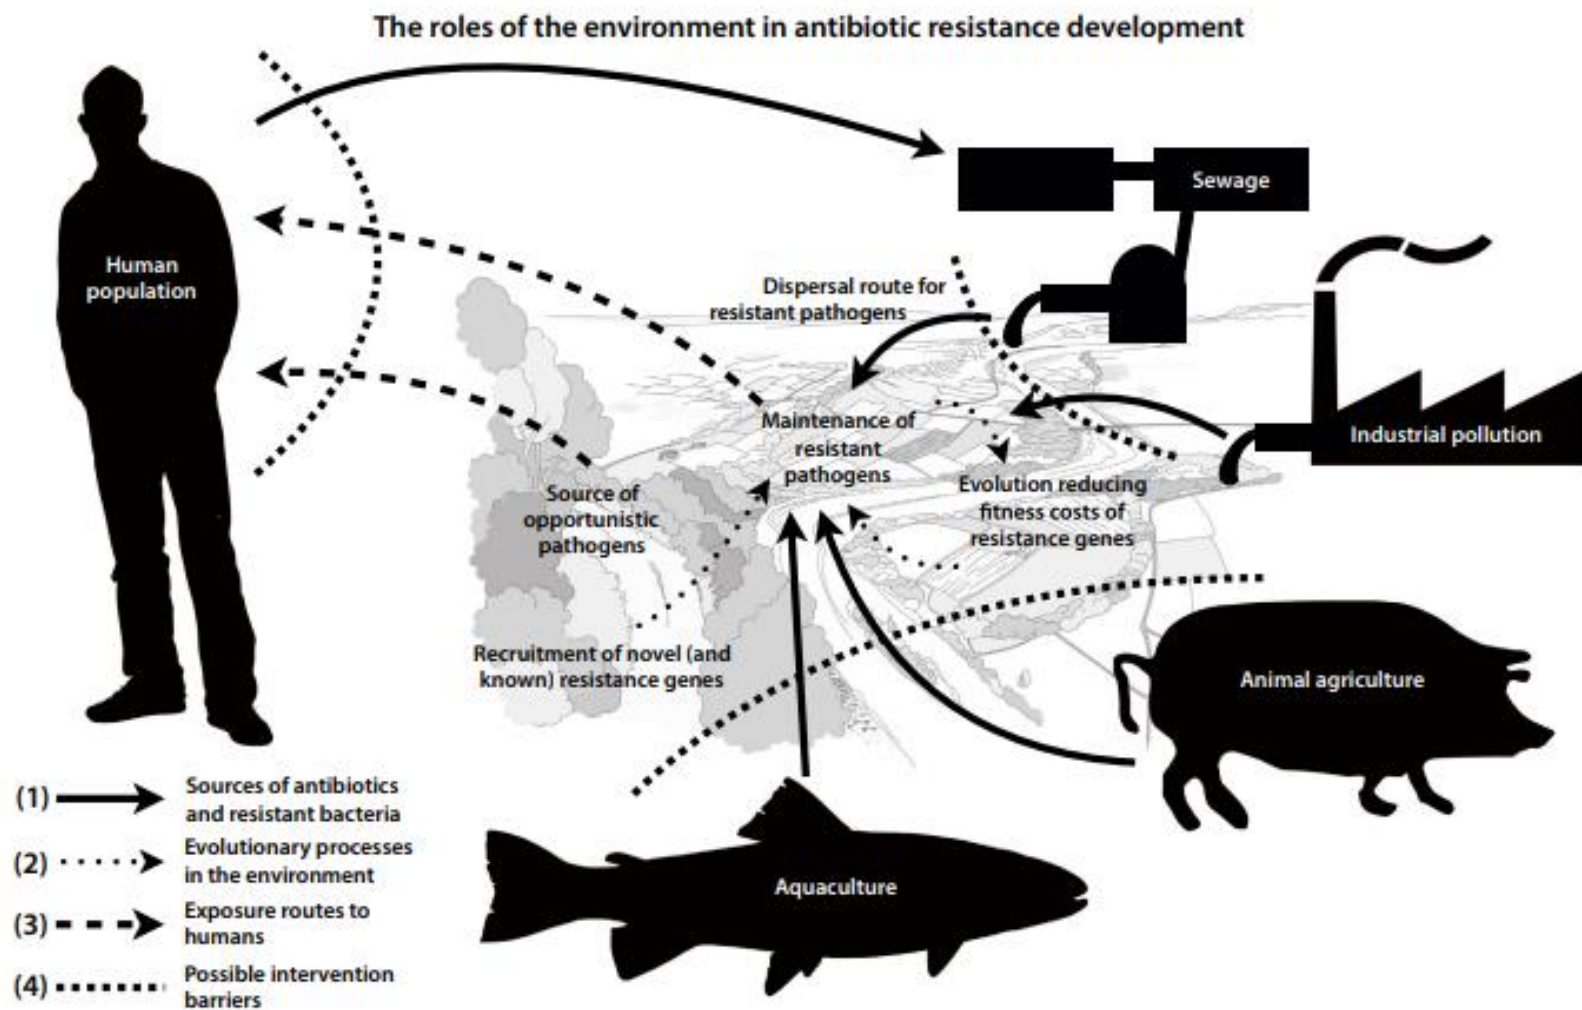 The roles of the environment in antibiotic resistance development
Human
population
Sewage
Dispersal route for
resistant pathogens
Industrial pollution
Maintenance of
resistant
pathogens
Source of
opportunistic
pathogens
Evolution reducing
fitness costs of
resistance genes
Recruitment of novel (and
known) resistance genes
Animal agriculture
Aquaculture
(1) Sources of antibiotics
and resistant bacteria
(2) Evolutionary processes
in the environment
(3) Exposure routes to
humans
(4) Possible intervention
barriers